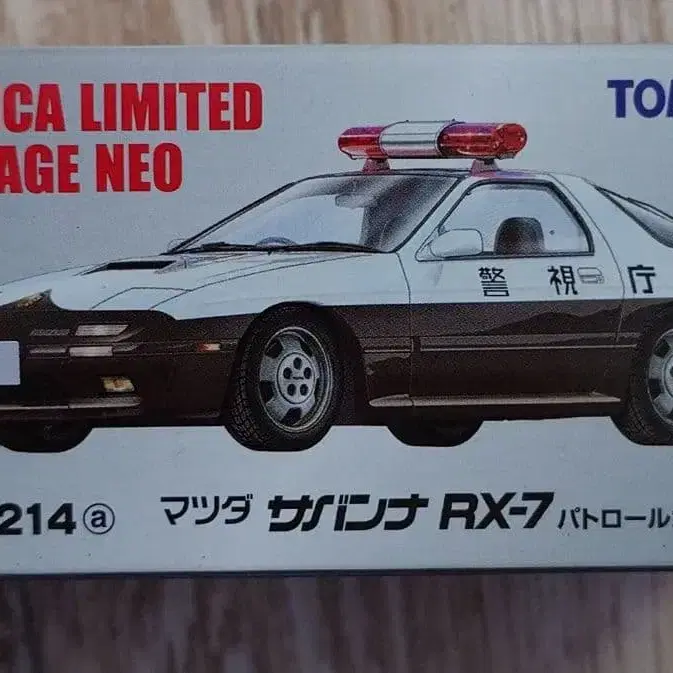 CA LIMITED
AGE NEO
TOM
警視庁
214 ⓐ
マツダ サバンナ RX-7 パトロール